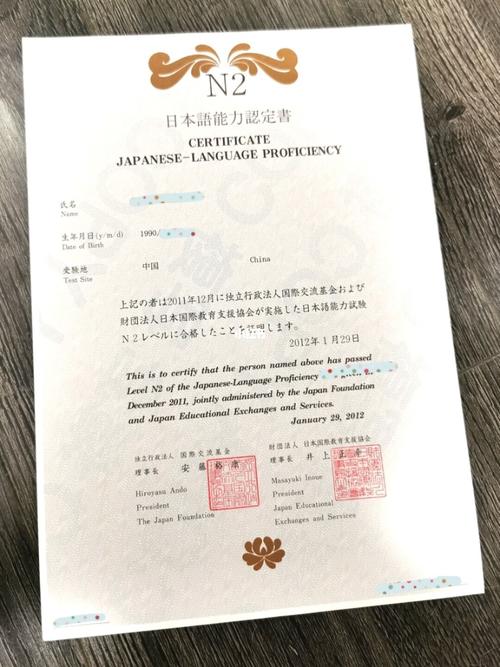 N2
日本語能力認定書
CERTIFICATE
JAPANESE-LANGUAGE PROFICIENCY
氏名
Name
生年月日(y/m/d) 1990/
Date of Birth
受験地 中国 China
Test Site
上記の者は2011年12月に独立行政法人国際交流基金および
財団法人日本国際教育支援協会が実施した日本語能力試験
N2レベルに合格したことを証明します。
2012年1月29日
This is to certify that the person named above has passed
Level N2 of the Japanese-Language Proficiency
December 2011, jointly administered by the Japan Foundation
and Japan Educational Exchanges and Services.
January 29, 2012
独立行政法人 国際交流基金
理事長 安藤裕康
Hiroyasu Ando
President
The Japan Foundation
財団法人 日本国際教育支援協会
理事長 井上正幸
Masayuki Inoue
President
Japan Educational
Exchanges and Services